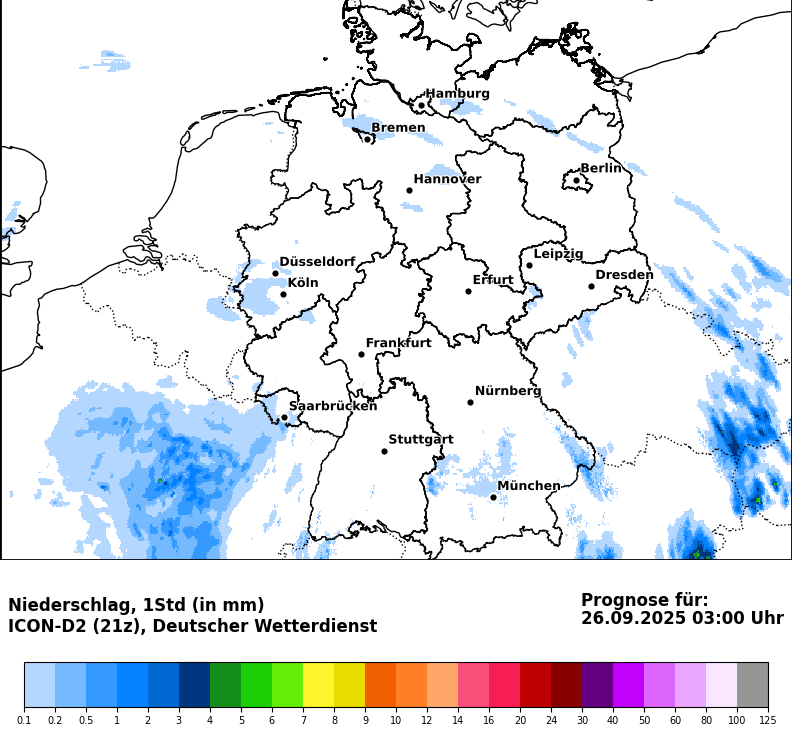 Hamburg
Bremen
Berlin
Hannover
Leipzig
Düsseldorf
Dresden
Köln
Erfurt
Frankfurt
Nürnberg
Saarbrücken
Stuttgart
München
Niederschlag, 1Std (in mm)
ICON-D2 (21z), Deutscher Wetterdienst
Prognose für:
26.09.2025 03:00 Uhr
0.1 0.2 0.5 1 2 3 4 5 6 7 8 9 10 12 14 16 20 24 30 40 50 60 80 100 125